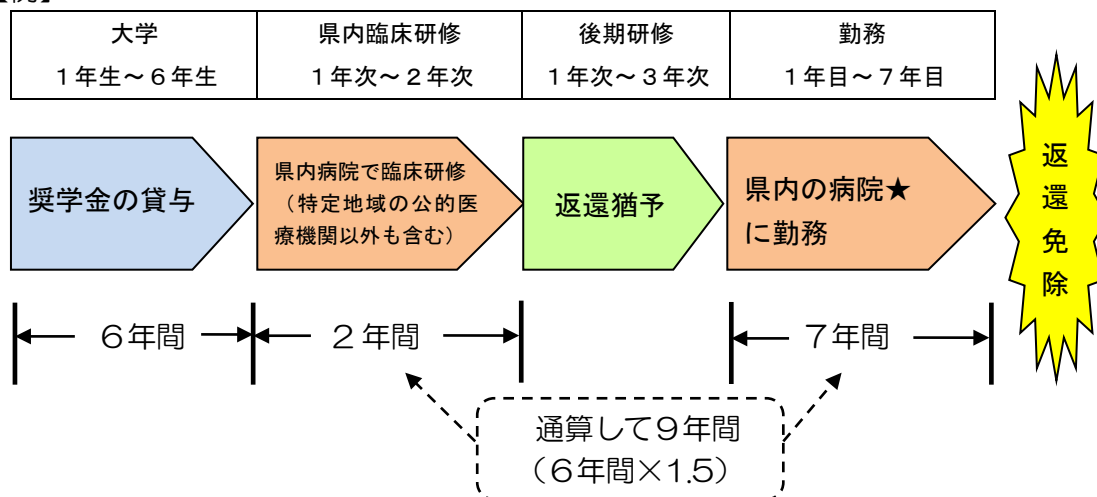 大学
1年生～6年生
県内臨床研修
1年次～2年次
後期研修
1年次～3年次
勤務
1年目～7年目
奨学金の貸与
県内病院で臨床研修
（特定地域の公的医
療機関以外も含む）
返還猶予
県内の病院★
に勤務
返還免除
6年間
2年間
7年間
通算して9年間
（6年間×1.5）